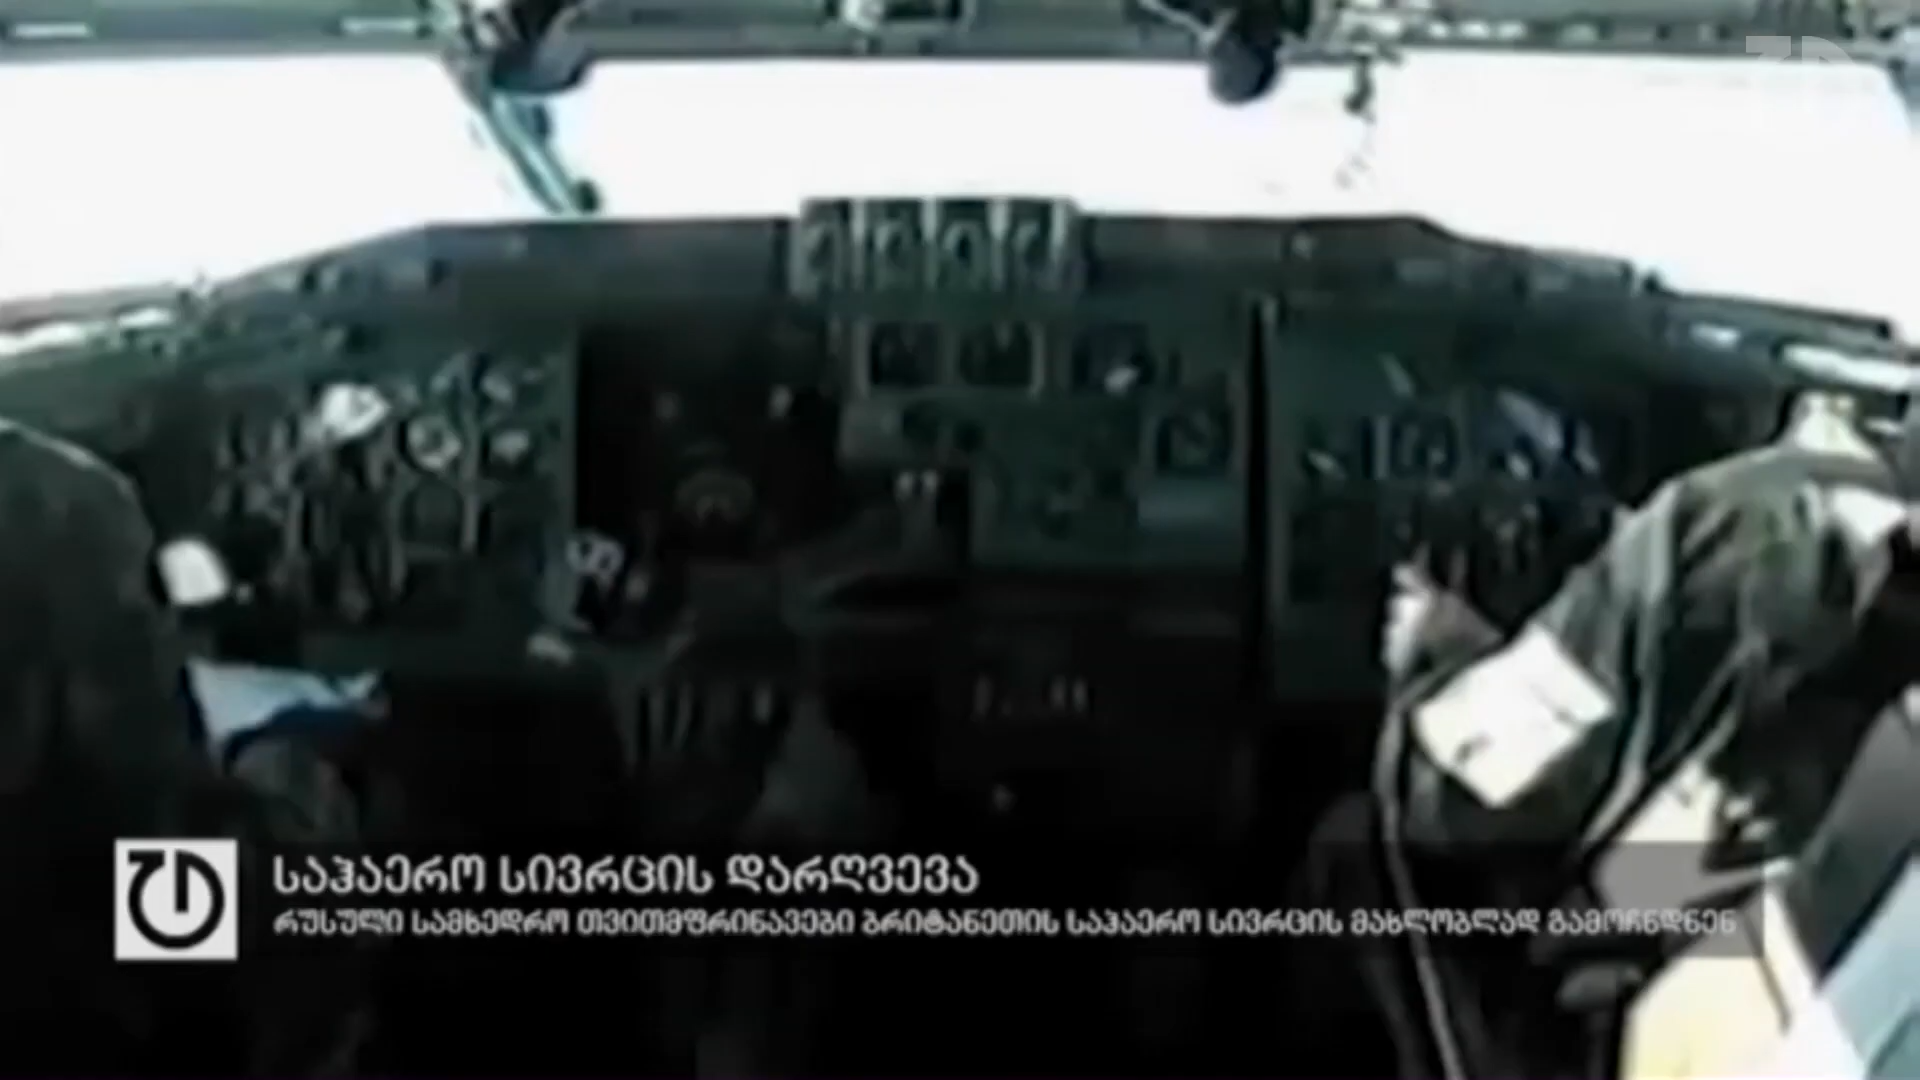 საჰაერო სივრცის დარღვევა
რუსული სამხედრო თვითმფრინავები ბრიტანეთის საჰაერო სივრცის მახლობლად გამოჩნდნენ